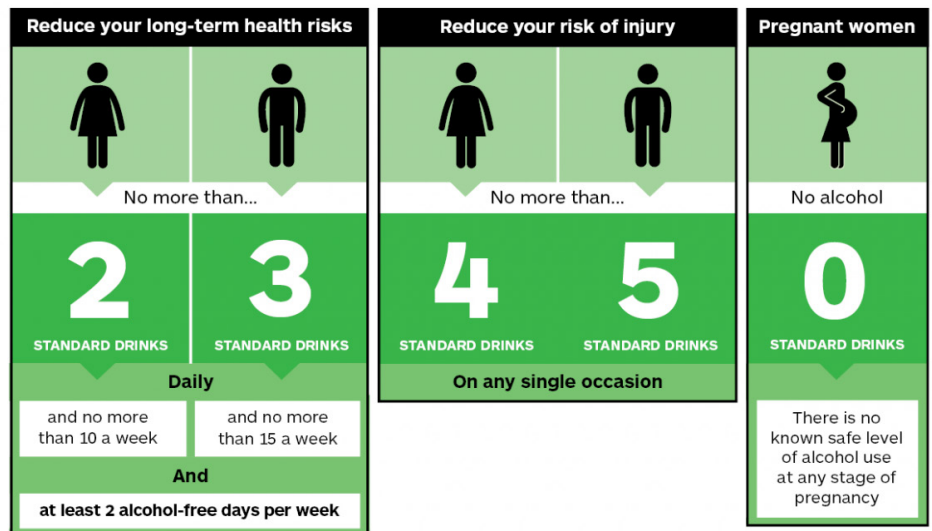 Reduce your long-term health risks
No more than...
2
STANDARD DRINKS
3
STANDARD DRINKS
Daily
and no more
than 10 a week
and no more
than 15 a week
And
at least 2 alcohol-free days per week
Reduce your risk of injury
No more than...
4
STANDARD DRINKS
5
STANDARD DRINKS
On any single occasion
Pregnant women
No alcohol
0
STANDARD DRINKS
There is no
known safe level
of alcohol use
at any stage of
pregnancy